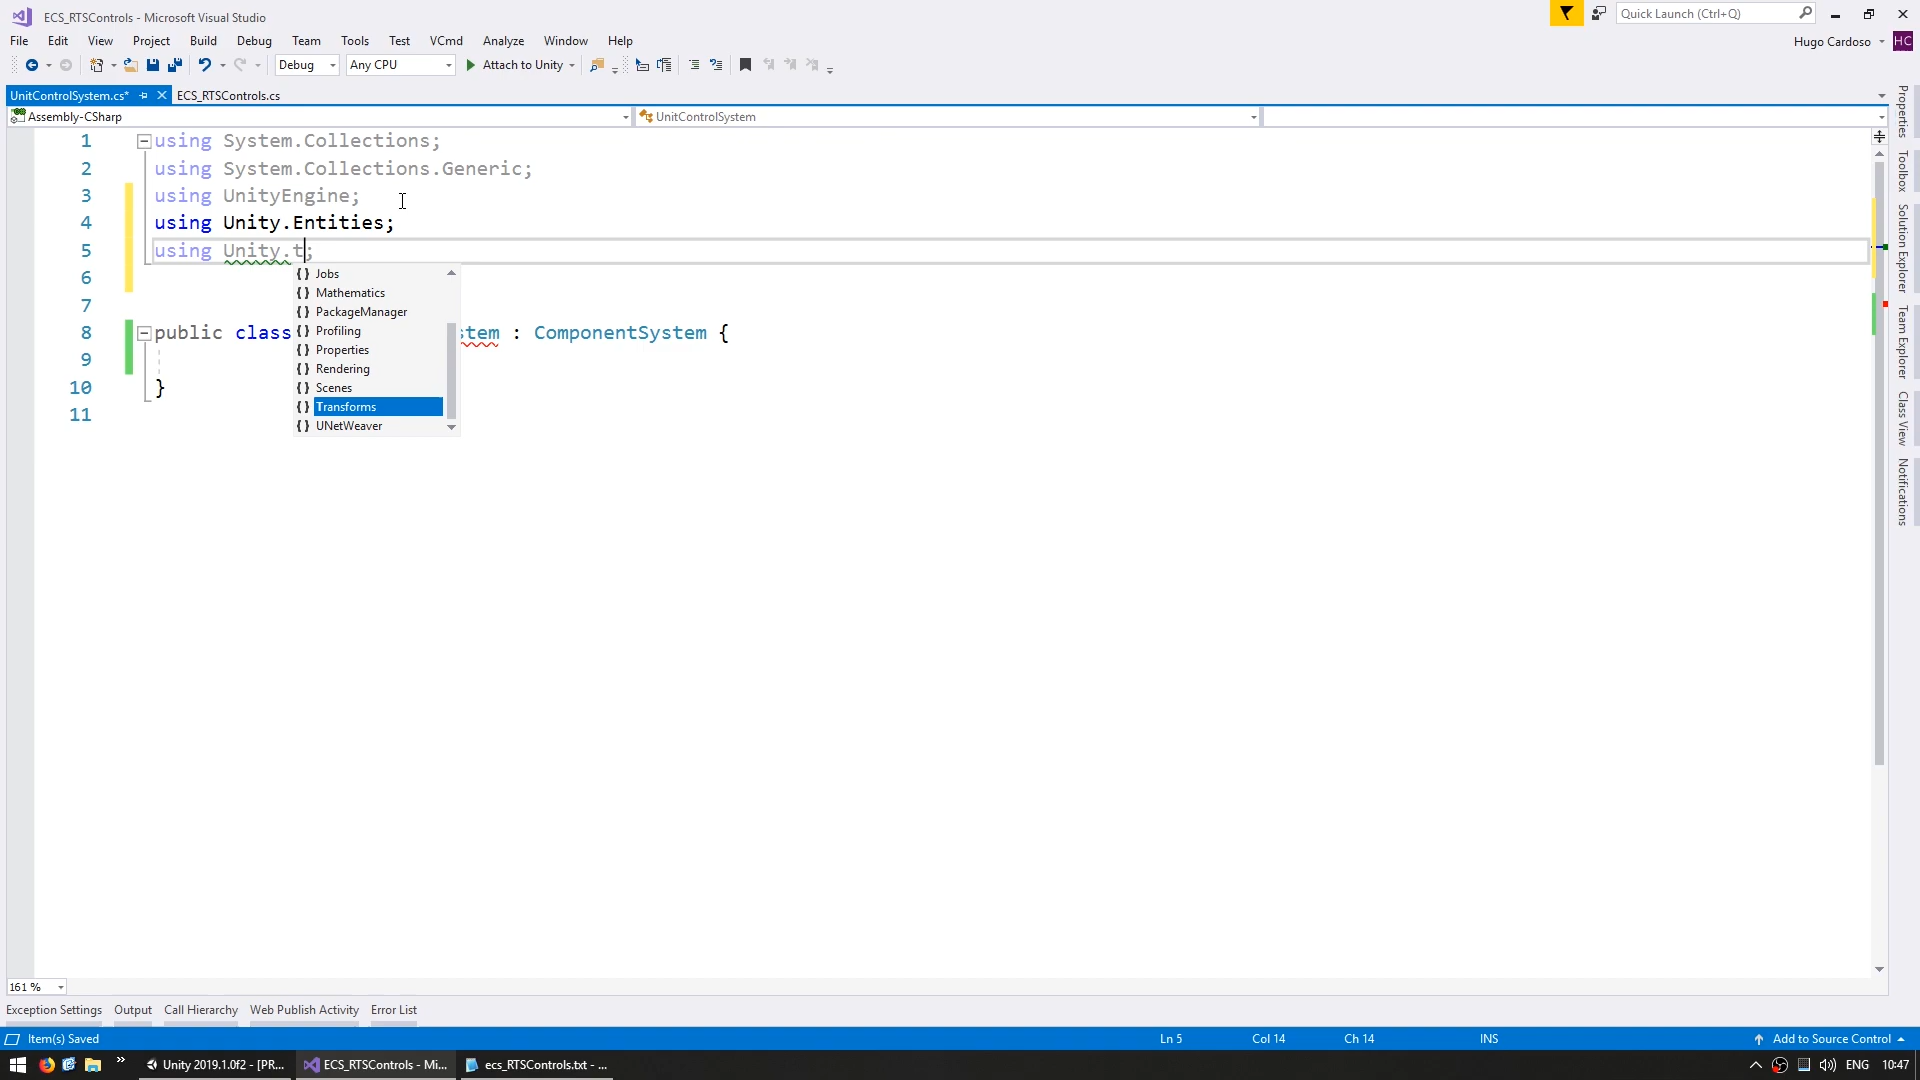 ECS_RTSControls - Microsoft Visual Studio
Quick Launch (Ctrl+Q)
File Edit View Project Build Debug Team Tools Test VCmd Analyze Window Help
Hugo Cardoso HC
Debug Any CPU Attach to Unity
UnitControlSystem.cs* ECS_RTSControls.cs
Assembly-CSharp UnitControlSystem
1 using System.Collections;
2 using System.Collections.Generic;
3 using UnityEngine;
4 using Unity.Entities;
5 using Unity.t;
6
7
8 public class stem : ComponentSystem {
9
10 }
11
Jobs
Mathematics
PackageManager
Profiling
Properties
Rendering
Scenes
Transforms
UNetWeaver
Properties
Toolbox
Solution Explorer
Team Explorer
Class View
Notifications
161 %
Exception Settings Output Call Hierarchy Web Publish Activity Error List
Item(s) Saved Ln 5 Col 14 Ch 14 INS Add to Source Control
Unity 2019.1.0f2 - [PR... ECS_RTSControls - Mi... ecs_RTSControls.txt - ... ENG 10:47